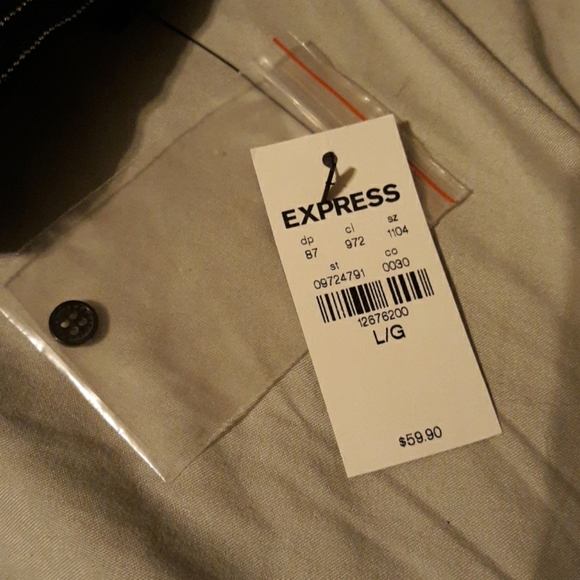 EXPRESS
dp cl sz
87 972 1104
st co
09724791 0030
12676200
L/G
$59.90